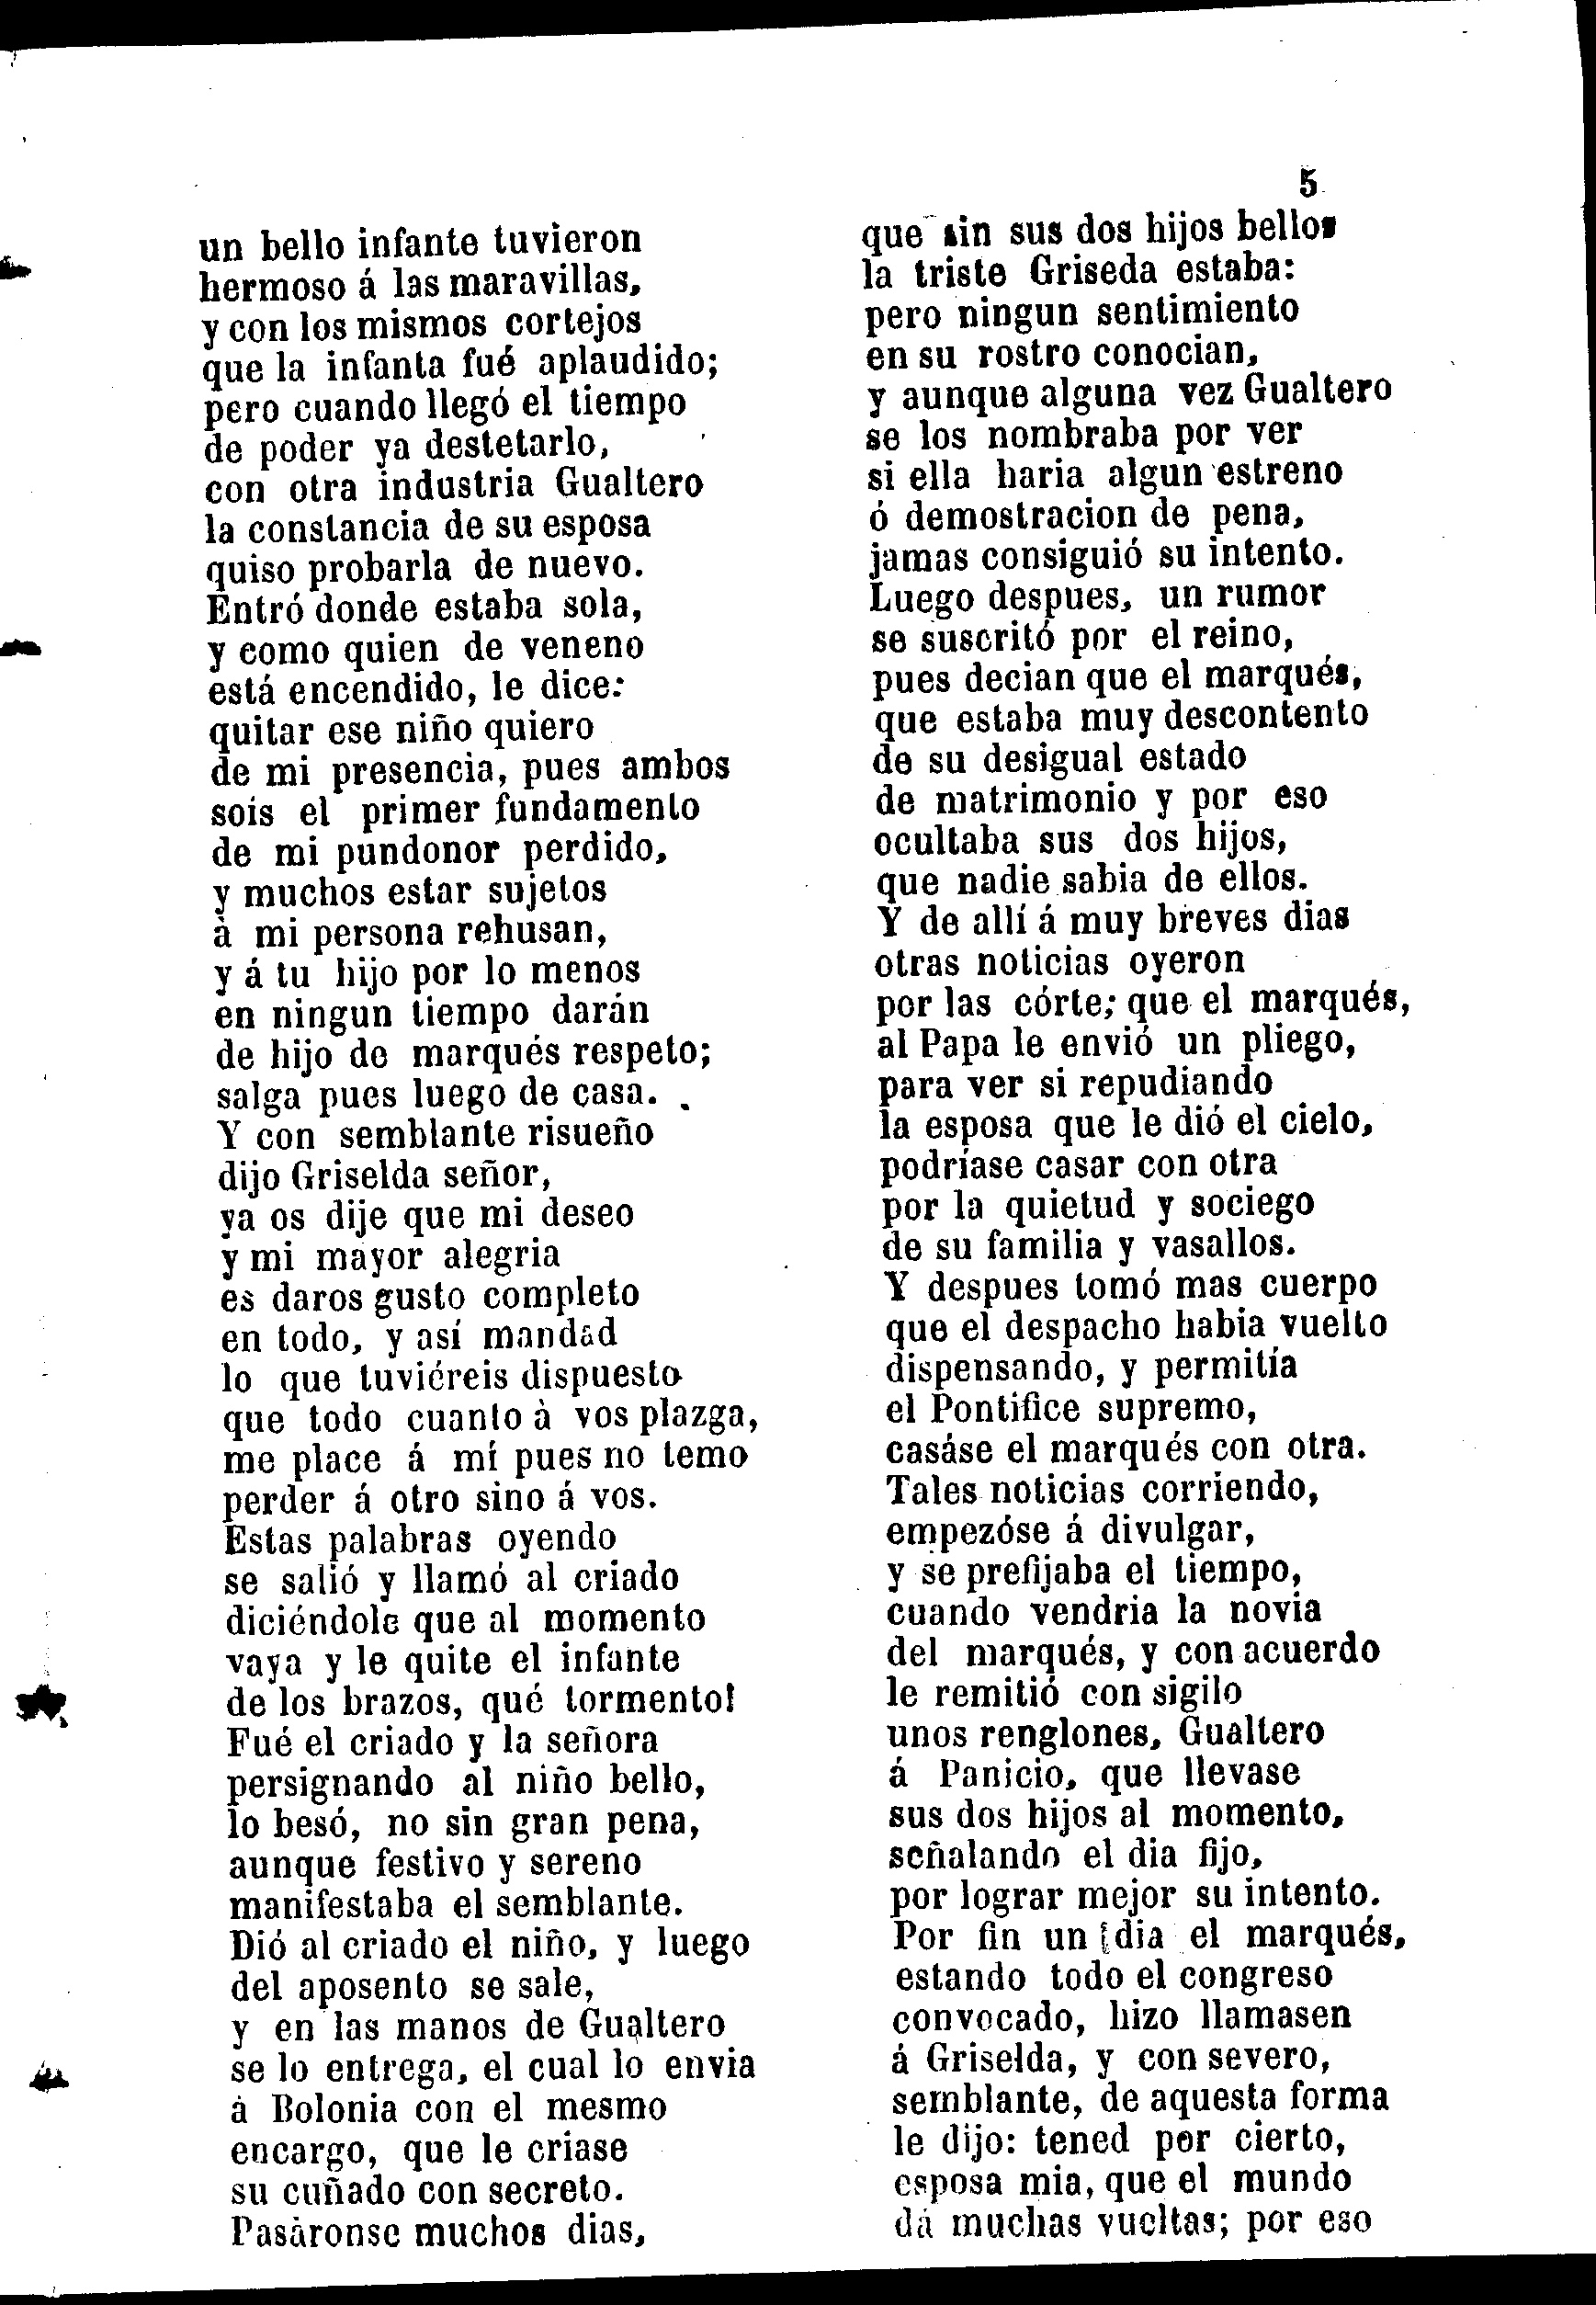 5
un bello infante tuvieron
hermoso á las maravillas,
y con los mismos cortejos
que la infanta fué aplaudido;
pero cuando llegó el tiempo
de poder ya destetarlo,
con otra industria Gualtero
la constancia de su esposa
quiso probarla de nuevo.
Entró donde estaba sola,
y como quien de veneno
está encendido, le dice:
quitar ese niño quiero
de mi presencia, pues ambos
sois el primer fundamento
de mi pundonor perdido,
y muchos estar sujetos
à mi persona rehusan,
y á tu hijo por lo menos
en ningun tiempo darán
de hijo de marqués respeto;
salga pues luego de casa.
Y con semblante risueño
dijo Griselda señor,
ya os dije que mi deseo
y mi mayor alegria
es daros gusto completo
en todo, y así mandad
lo que tuviéreis dispuesto
que todo cuanto à vos plazga,
me place á mí pues no temo
perder á otro sino á vos.
Estas palabras oyendo
se salió y llamó al criado
diciéndole que al momento
vaya y le quite el infante
de los brazos, qué tormento!
Fué el criado y la señora
persignando al niño bello,
lo besó, no sin gran pena,
aunque festivo y sereno
manifestaba el semblante.
Dió al criado el niño, y luego
del aposento se sale,
y en las manos de Gualtero
se lo entrega, el cual lo envia
à Bolonia con el mesmo
encargo, que le criase
su cuñado con secreto.
Pasàronse muchos dias,
que sin sus dos hijos bellos
la triste Griseda estaba:
pero ningun sentimiento
en su rostro conocian,
y aunque alguna vez Gualtero
se los nombraba por ver
si ella haria algun estreno
ó demostracion de pena,
jamas consiguió su intento.
Luego despues, un rumor
se suscritó por el reino,
pues decian que el marqués,
que estaba muy descontento
de su desigual estado
de matrimonio y por eso
ocultaba sus dos hijos,
que nadie sabia de ellos.
Y de allí á muy breves dias
otras noticias oyeron
por las córte; que el marqués,
al Papa le envió un pliego,
para ver si repudiando
la esposa que le dió el cielo,
podríase casar con otra
por la quietud y sociego
de su familia y vasallos.
Y despues tomó mas cuerpo
que el despacho habia vuelto
dispensando, y permitía
el Pontifice supremo,
casáse el marqués con otra.
Tales noticias corriendo,
empezóse á divulgar,
y se prefijaba el tiempo,
cuando vendria la novia
del marqués, y con acuerdo
le remitió con sigilo
unos renglones, Gualtero
á Panicio, que llevase
sus dos hijos al momento,
señalando el dia fijo,
por lograr mejor su intento.
Por fin un dia el marqués,
estando todo el congreso
convocado, hizo llamasen
á Griselda, y con severo,
semblante, de aquesta forma
le dijo: tened por cierto,
esposa mia, que el mundo
dá muchas vueltas; por eso